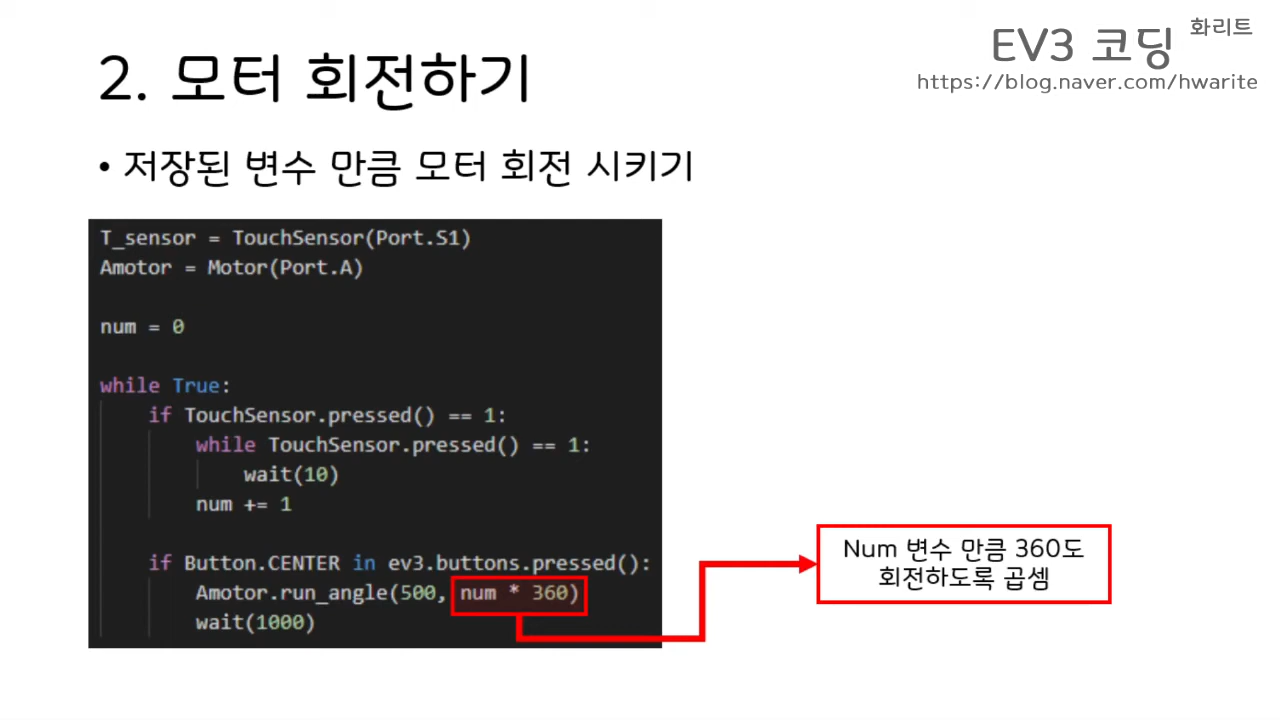 화리트
EV3 코딩
https://blog.naver.com/hwarite
2. 모터 회전하기
• 저장된 변수 만큼 모터 회전 시키기
T_sensor = TouchSensor(Port.S1)
Amotor = Motor(Port.A)
num = 0
while True:
if TouchSensor.pressed() == 1:
while TouchSensor.pressed() == 1:
wait(10)
num += 1
if Button.CENTER in ev3.buttons.pressed():
Amotor.run_angle(500, num * 360)
wait(1000)
Num 변수 만큼 360도
회전하도록 곱셈